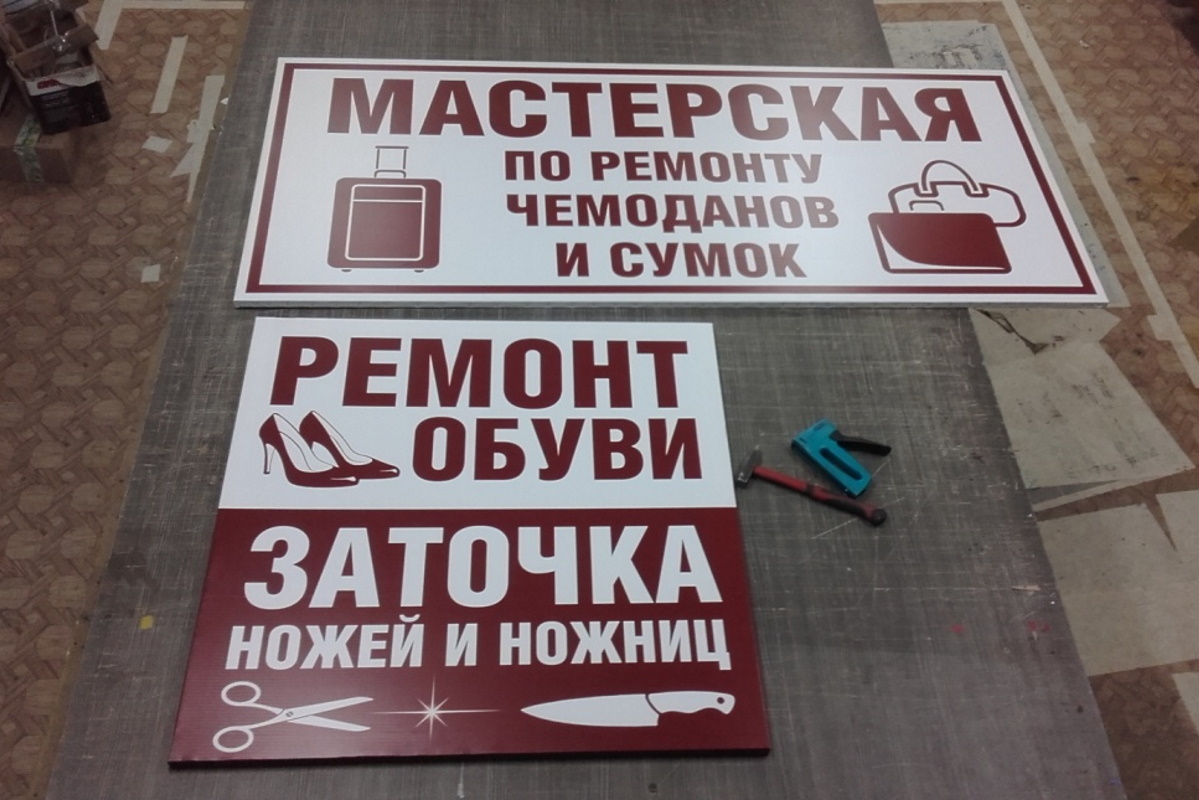 МАСТЕРСКАЯ
ПО РЕМОНТУ
ЧЕМОДАНОВ
И СУМОК
РЕМОНТ
ОБУВИ
ЗАТОЧКА
НОЖЕЙ И НОЖНИЦ